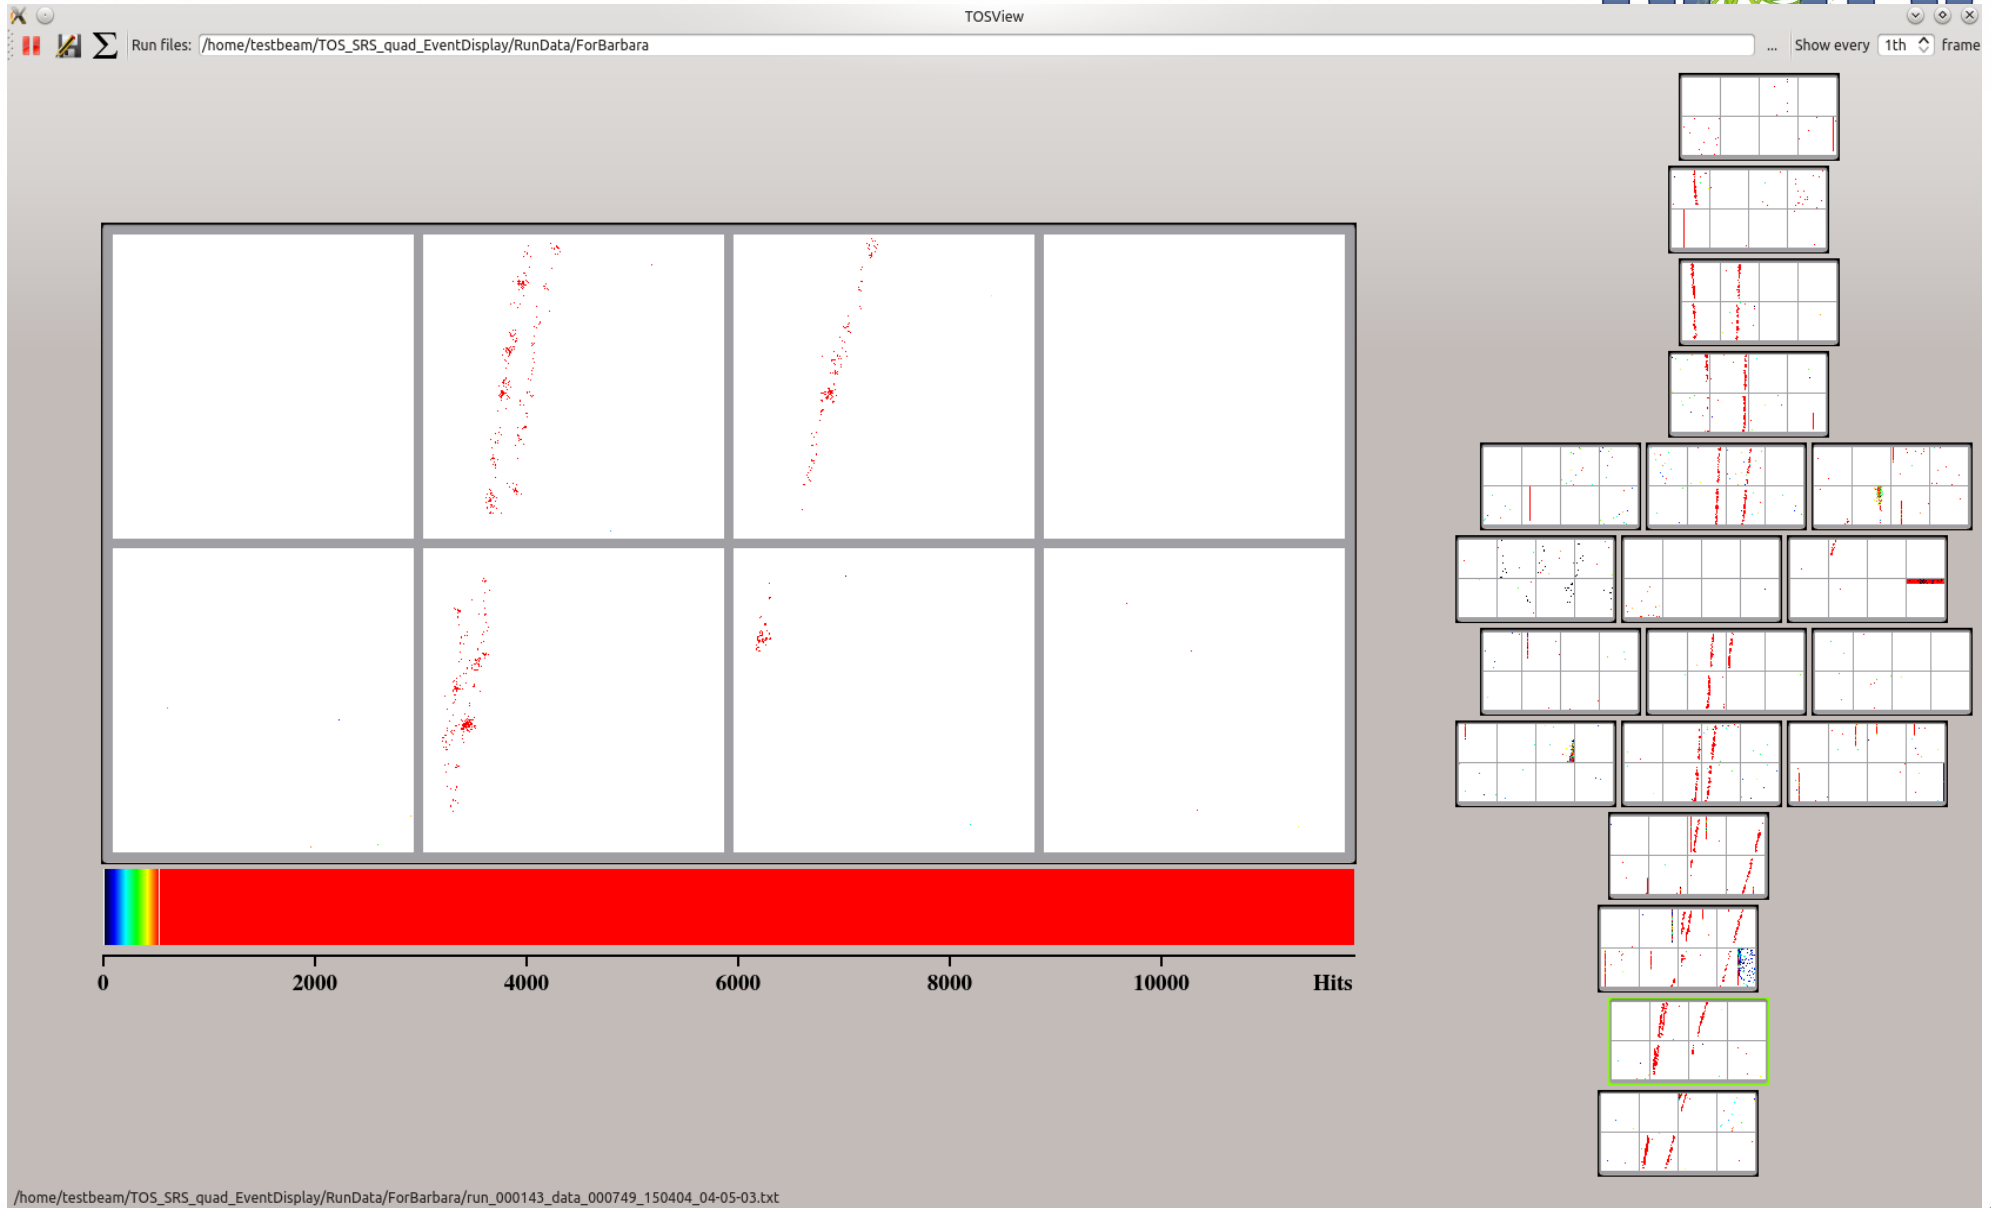 TOSView
Run files: /home/testbeam/TOS_SRS_quad_EventDisplay/RunData/ForBarbara ... Show every 1th frame
0 2000 4000 6000 8000 10000 Hits
/home/testbeam/TOS_SRS_quad_EventDisplay/RunData/ForBarbara/run_000143_data_000749_150404_04-05-03.txt